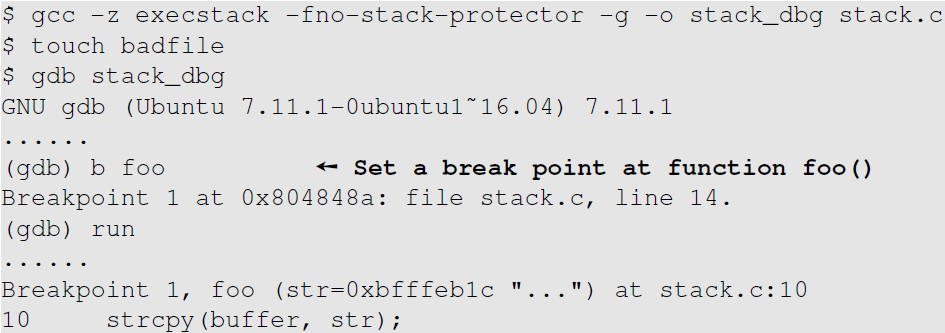 $ gcc -z execstack -fno-stack-protector -g -o stack_dbg stack.c
$ touch badfile
$ gdb stack_dbg
GNU gdb (Ubuntu 7.11.1-0ubuntu1~16.04) 7.11.1
......
(gdb) b foo ← Set a break point at function foo()
Breakpoint 1 at 0x804848a: file stack.c, line 14.
(gdb) run
......
Breakpoint 1, foo (str=0xbfffeb1c "...") at stack.c:10
10 strcpy(buffer, str);